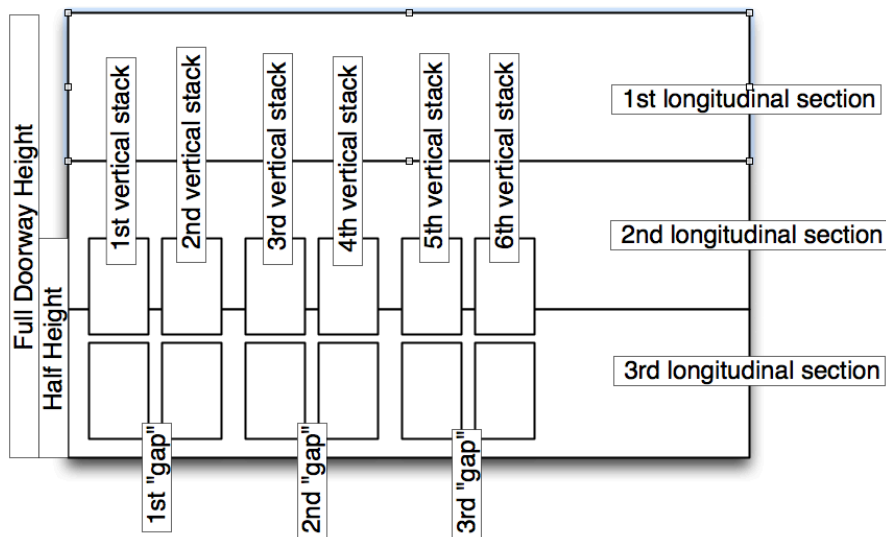 Full Doorway Height
Half Height
1st vertical stack
2nd vertical stack
3rd vertical stack
4th vertical stack
5th vertical stack
6th vertical stack
1st longitudinal section
2nd longitudinal section
3rd longitudinal section
1st "gap"
2nd "gap"
3rd "gap"